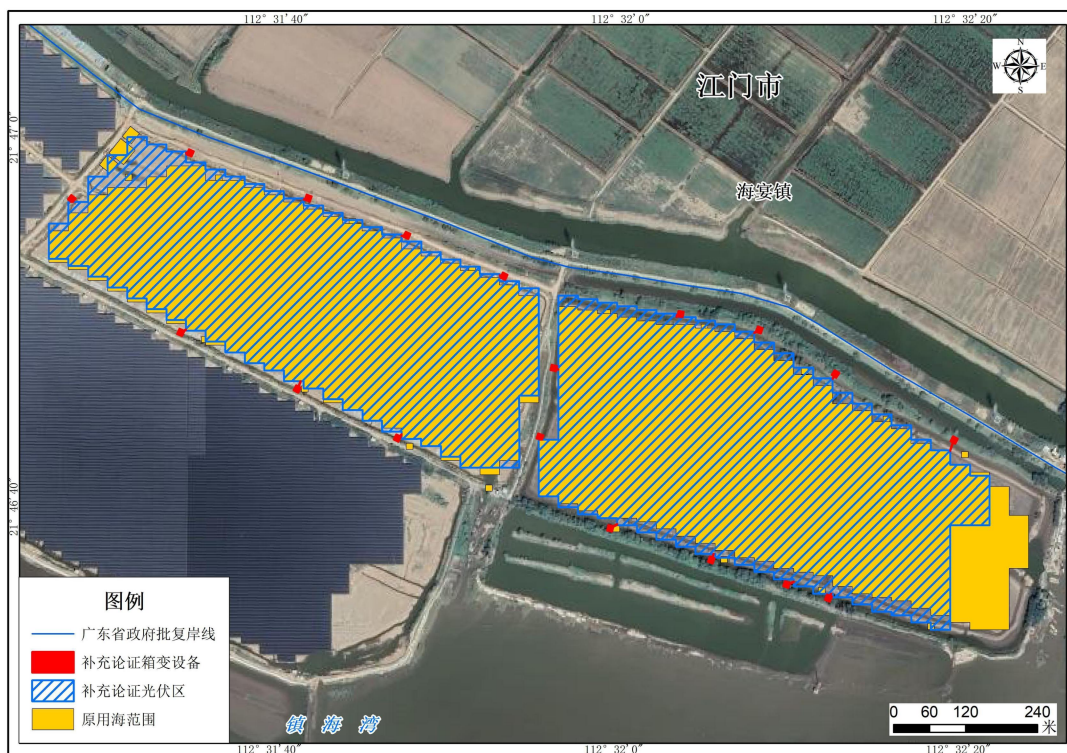 112° 31'40"
112° 32'0"
112° 32'20"
N
W
E
S
江门市
21° 47'0"
海宴镇
21° 46'40"
图例
广东省政府批复岸线
补充论证箱变设备
补充论证光伏区
原用海范围
镇海湾
0 60 120 240
米
112° 31'40"
112° 32'0"
112° 32'20"